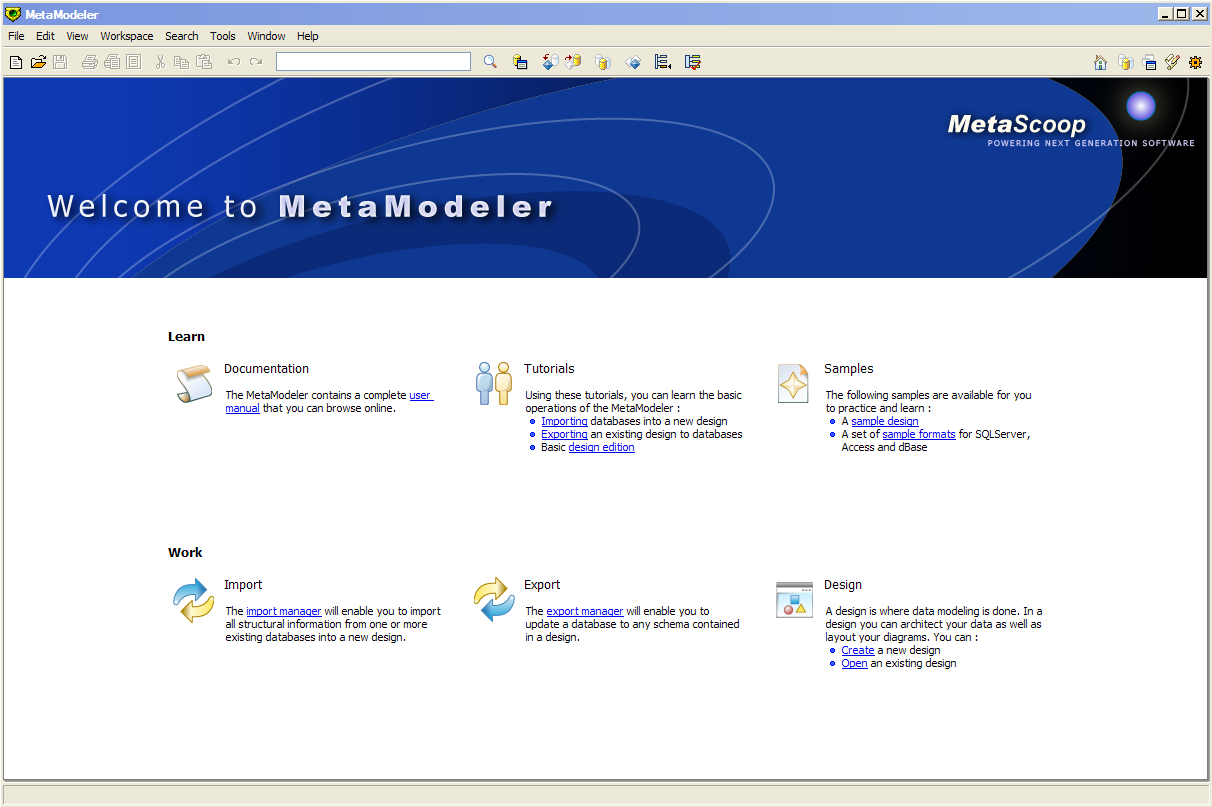 MetaModeler
File Edit View Workspace Search Tools Window Help
MetaScoop
POWERING NEXT GENERATION SOFTWARE
Welcome to MetaModeler
Learn
Documentation
The MetaModeler contains a complete user
manual that you can browse online.
Tutorials
Using these tutorials, you can learn the basic
operations of the MetaModeler :
Importing databases into a new design
Exporting an existing design to databases
Basic design edition
Samples
The following samples are available for you
to practice and learn :
A sample design
A set of sample formats for SQLServer,
Access and dBase
Work
Import
The import manager will enable you to import
all structural information from one or more
existing databases into a new design.
Export
The export manager will enable you to
update a database to any schema contained
in a design.
Design
A design is where data modeling is done. In a
design you can architect your data as well as
layout your diagrams. You can :
Create a new design
Open an existing design